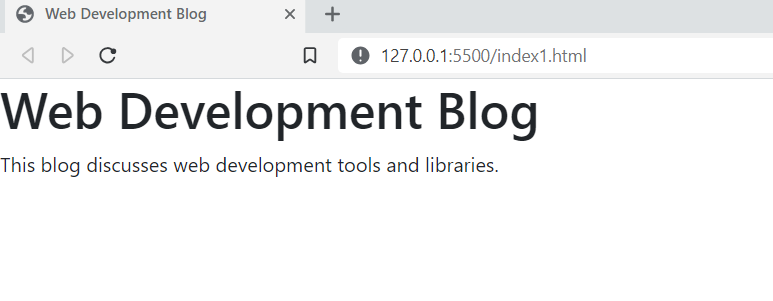 Web Development Blog
127.0.0.1:5500/index1.html
Web Development Blog
This blog discusses web development tools and libraries.